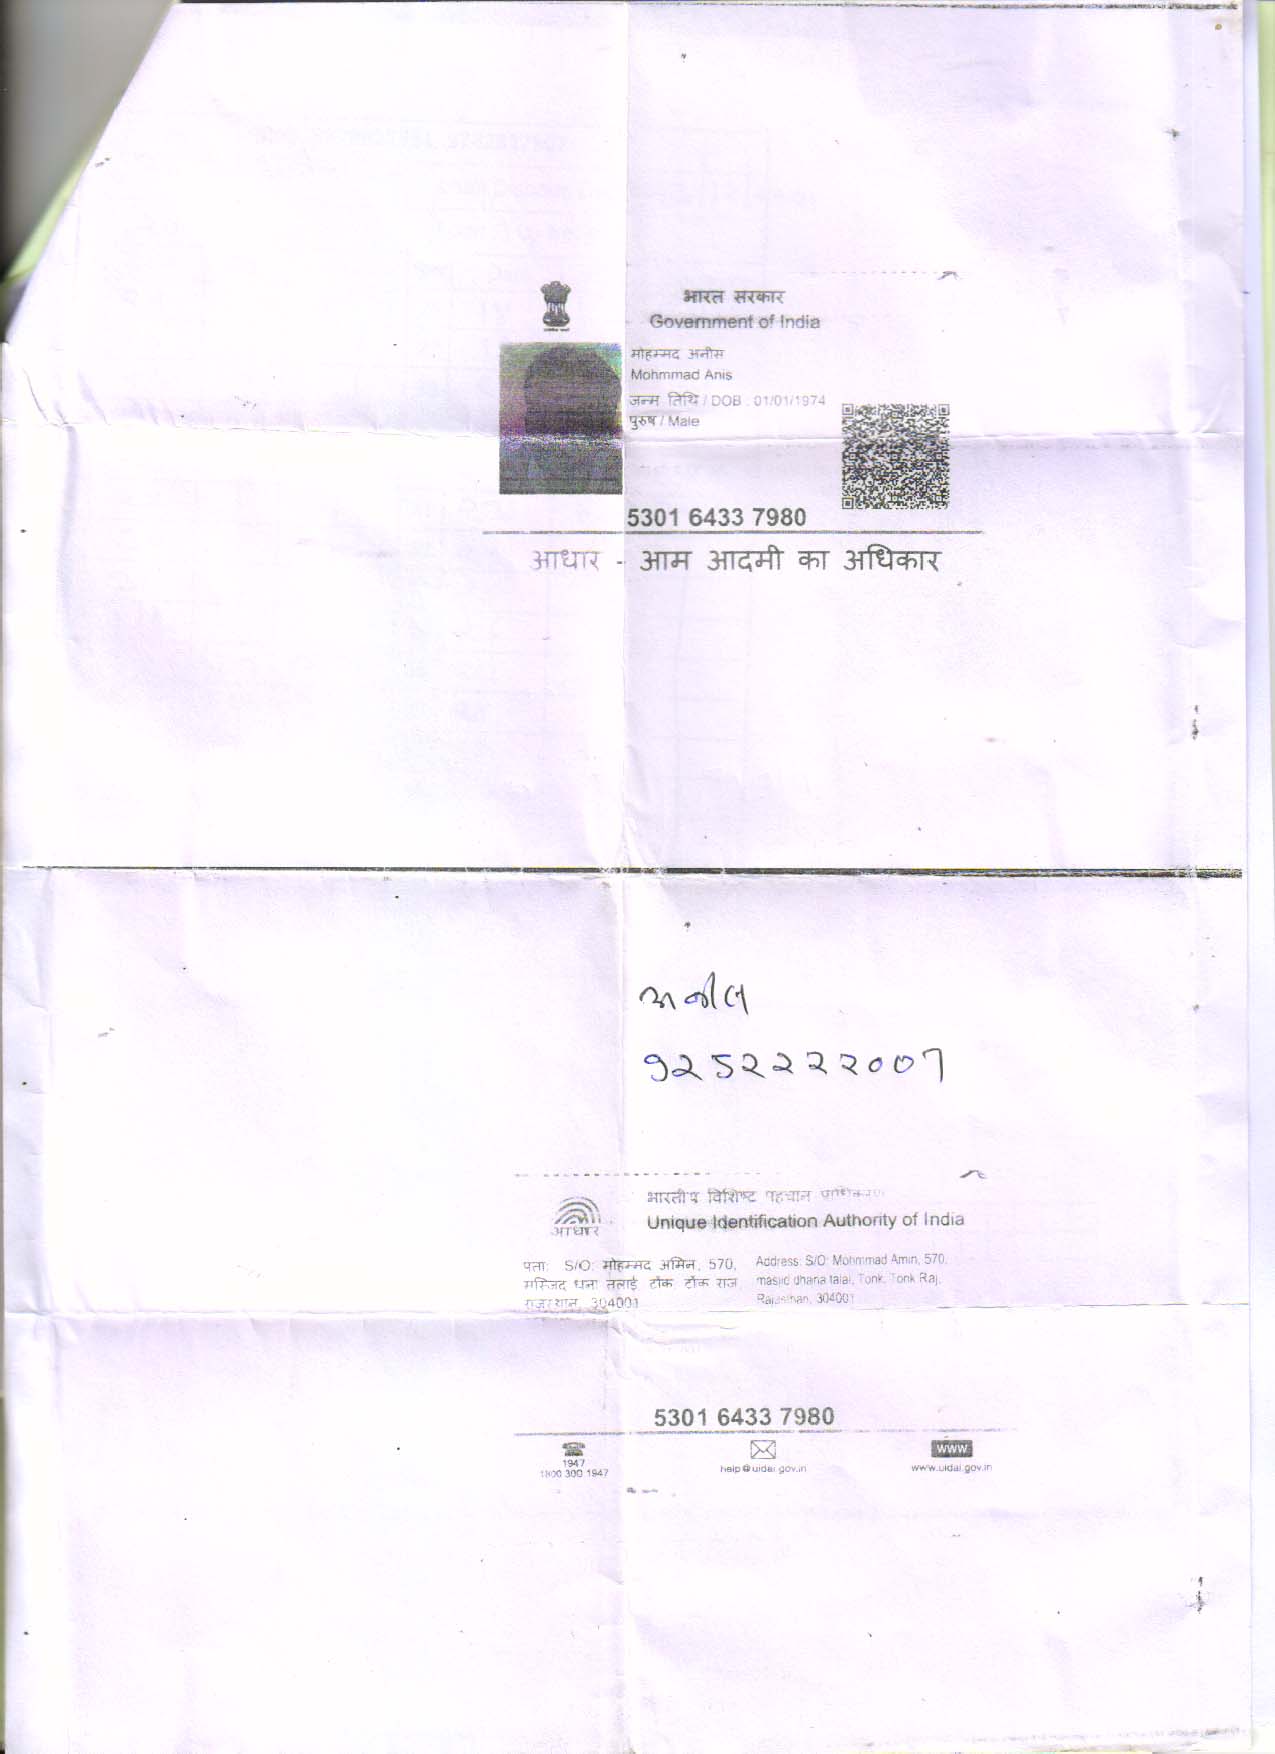 भारत सरकार
Government of India
मोहम्मद अनीस
Mohmmad Anis
जन्म तिथि / DOB : 01/01/1974
पुरुष / Male
5301 6433 7980
आधार - आम आदमी का अधिकार
9252222007
भारतीय विशिष्ट पहचान प्राधिकरण
आधार
Unique Identification Authority of India
पता: S/O: मोहम्मद अमिन, 570,
मस्जिद धना तलाई टोंक, टोंक राज,
राजस्थान, 304001
Address: S/O: Mohmmad Amin, 570,
masjid dhana talai, Tonk, Tonk Raj,
Rajasthan, 304001
5301 6433 7980
1947
1800 300 1947
help@uidai.gov.in
www
www.uidai.gov.in